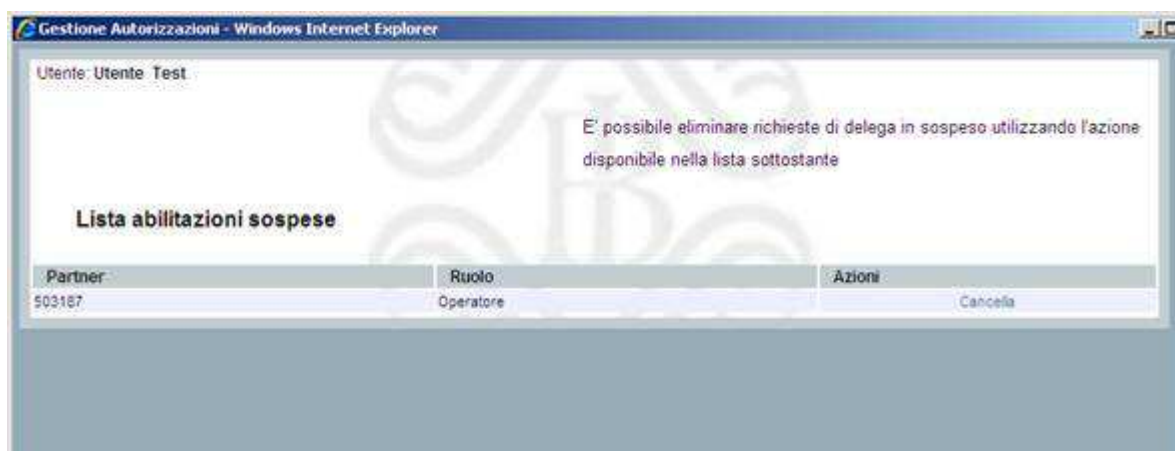 Gestione Autorizzazioni - Windows Internet Explorer
Utente: Utente Test
E' possibile eliminare richieste di delega in sospeso utilizzando l'azione
disponibile nella lista sottostante
Lista abilitazioni sospese
Partner Ruolo Azioni
503187 Operatore Cancella